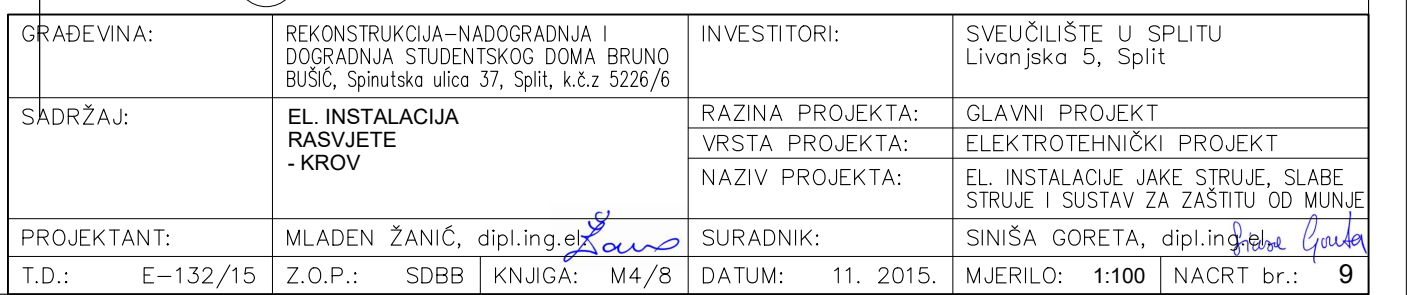 GRAĐEVINA:
REKONSTRUKCIJA-NADOGRADNJA I
DOGRADNJA STUDENTSKOG DOMA BRUNO
BUŠIĆ, Spinutska ulica 37, Split, k.č.z 5226/6
INVESTITORI:
SVEUČILIŠTE U SPLITU
Livanjska 5, Split
SADRŽAJ:
EL. INSTALACIJA
RASVJETE
- KROV
RAZINA PROJEKTA:
GLAVNI PROJEKT
VRSTA PROJEKTA:
ELEKTROTEHNIČKI PROJEKT
NAZIV PROJEKTA:
EL. INSTALACIJE JAKE STRUJE, SLABE
STRUJE I SUSTAV ZA ZAŠTITU OD MUNJE
PROJEKTANT:
MLADEN ŽANIĆ, dipl.ing.el.
SURADNIK:
SINIŠA GORETA, dipl.ing.el.
T.D.: E-132/15
Z.O.P.: SDBB
KNJIGA: M4/8
DATUM: 11. 2015.
MJERILO: 1:100
NACRT br.: 9